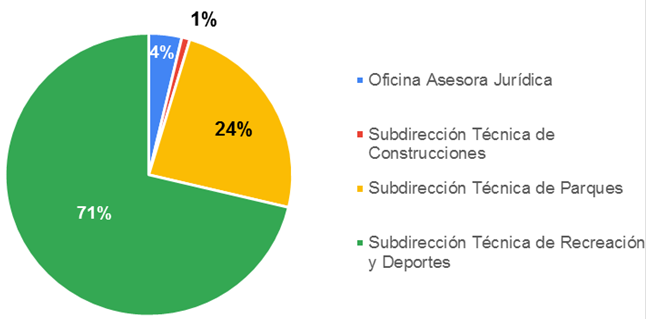 1%
4%
24%
71%
Oficina Asesora Jurídica
Subdirección Técnica de
Construcciones
Subdirección Técnica de Parques
Subdirección Técnica de Recreación
y Deportes